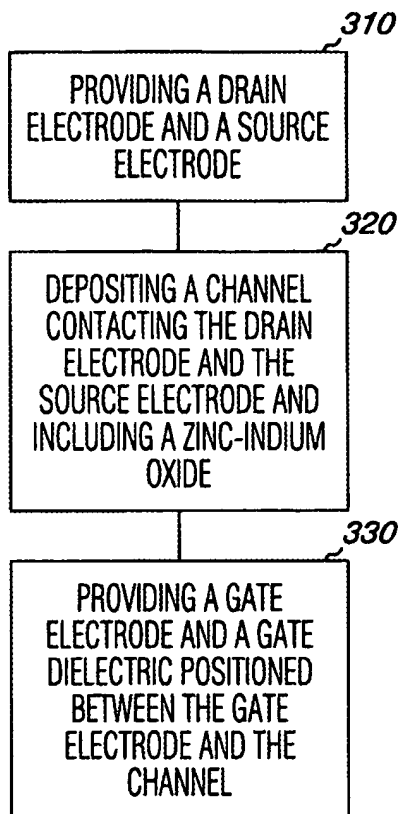 310
PROVIDING A DRAIN
ELECTRODE AND A SOURCE
ELECTRODE
320
DEPOSITING A CHANNEL
CONTACTING THE DRAIN
ELECTRODE AND THE
SOURCE ELECTRODE AND
INCLUDING A ZINC-INDIUM
OXIDE
330
PROVIDING A GATE
ELECTRODE AND A GATE
DIELECTRIC POSITIONED
BETWEEN THE GATE
ELECTRODE AND THE
CHANNEL